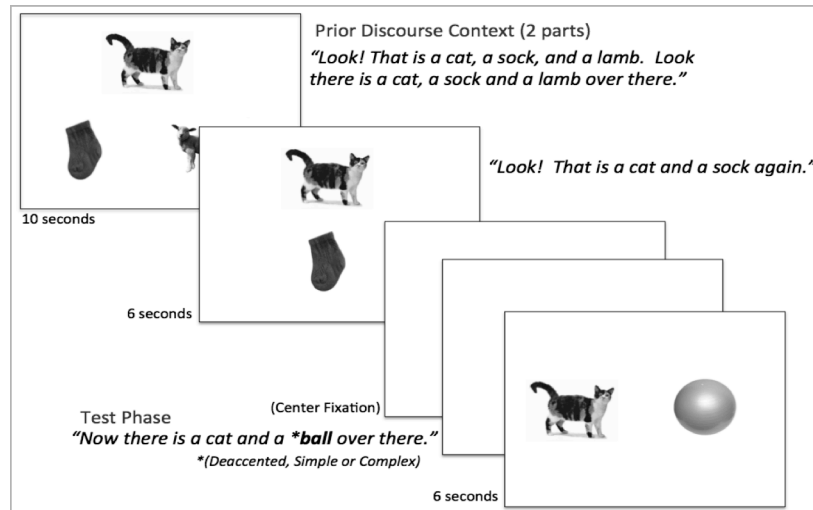 Prior Discourse Context (2 parts)
“Look! That is a cat, a sock, and a lamb. Look
there is a cat, a sock and a lamb over there.”
“Look! That is a cat and a sock again.”
10 seconds
6 seconds
(Center Fixation)
Test Phase
“Now there is a cat and a *ball over there.”
*(Deaccented, Simple or Complex)
6 seconds